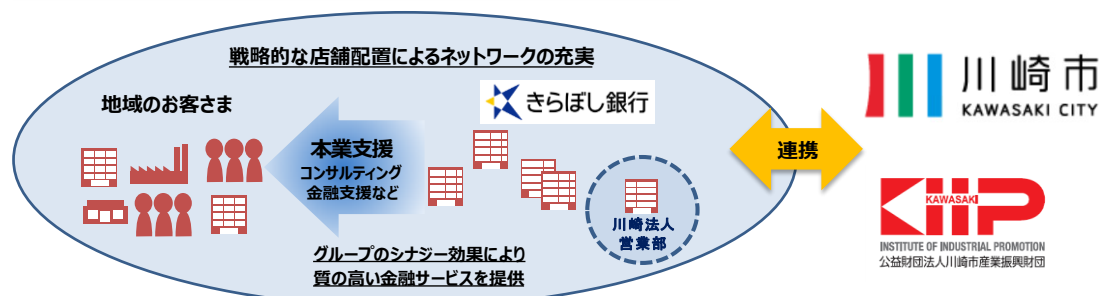 戦略的な店舗配置によるネットワークの充実
地域のお客さま
きらぼし銀行
本業支援
コンサルティング
金融支援など
川崎法人
営業部
グループのシナジー効果により
質の高い金融サービスを提供
連携
川崎市
KAWASAKI CITY
KAWASAKI
KIIP
INSTITUTE OF INDUSTRIAL PROMOTION
公益財団法人川崎市産業振興財団